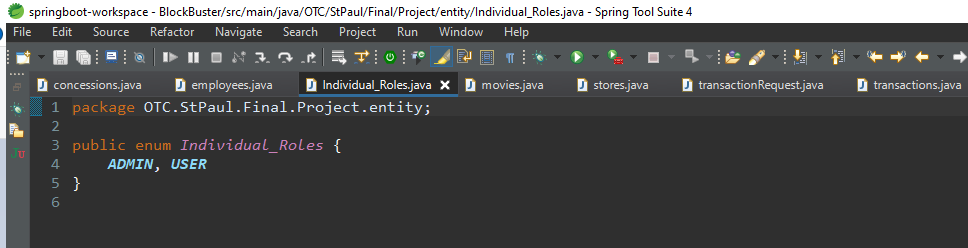 springboot-workspace - BlockBuster/src/main/java/OTC/StPaul/Final/Project/entity/Individual_Roles.java - Spring Tool Suite 4
File Edit Source Refactor Navigate Search Project Run Window Help
concessions.java employees.java Individual_Roles.java movies.java stores.java transactionRequest.java transactions.java
1 package OTC.StPaul.Final.Project.entity;
2
3 public enum Individual_Roles {
4 ADMIN, USER
5 }
6